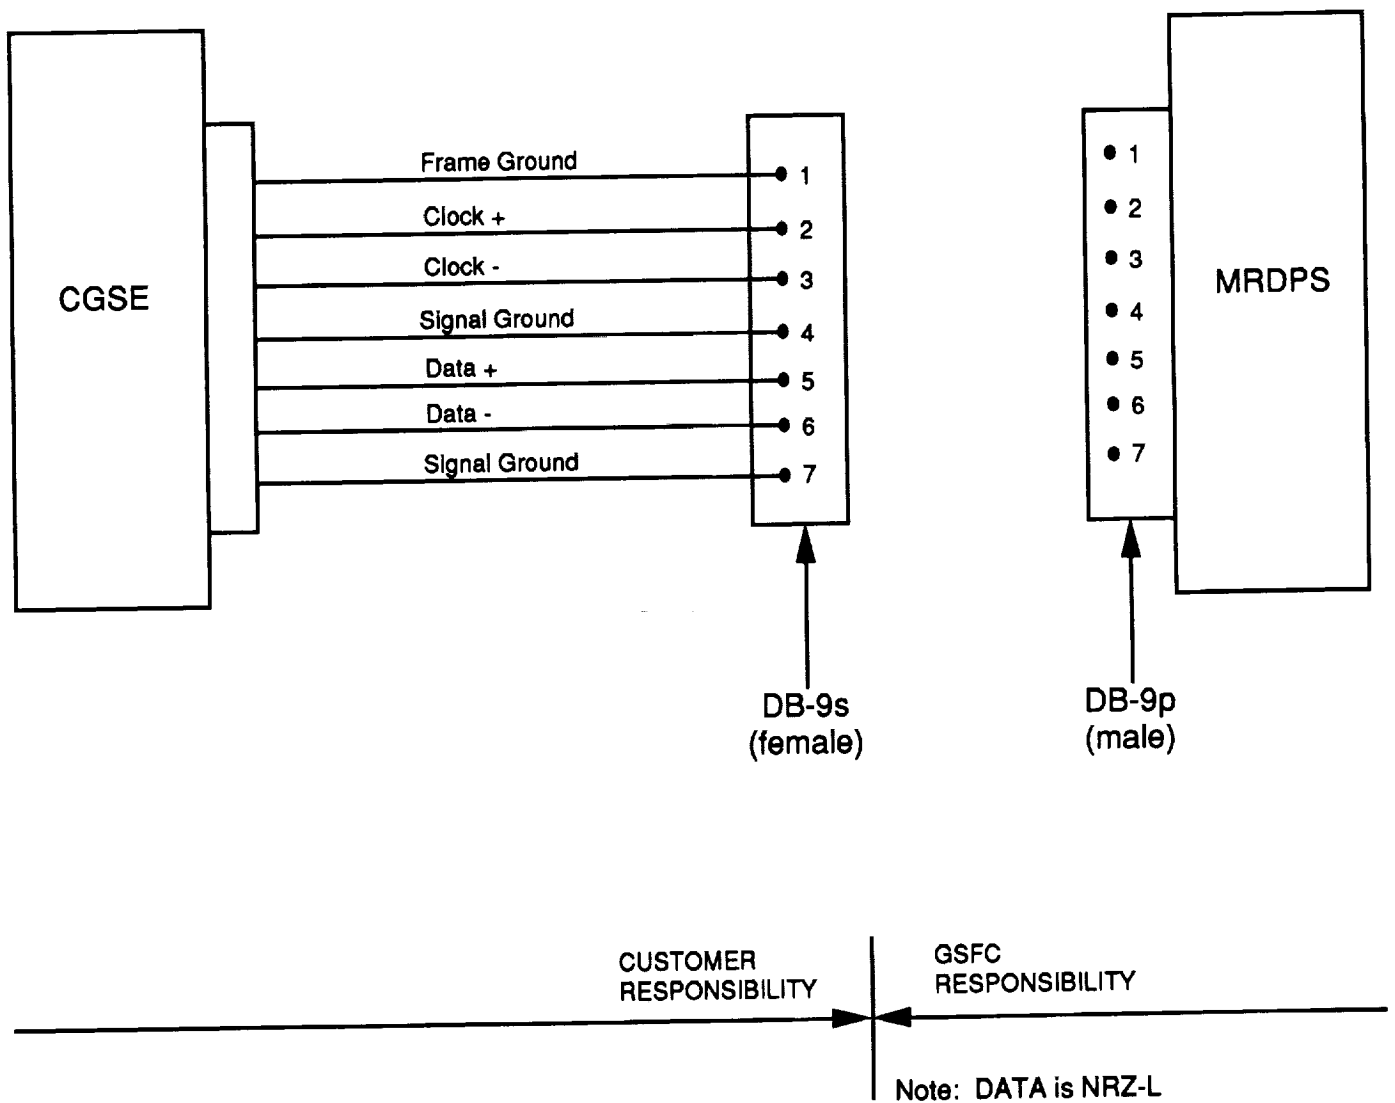 CGSE
Frame Ground
Clock +
Clock -
Signal Ground
Data +
Data -
Signal Ground
1
2
3
4
5
6
7
1
2
3
4
5
6
7
MRDPS
DB-9s
(female)
DB-9p
(male)
CUSTOMER
RESPONSIBILITY
GSFC
RESPONSIBILITY
Note: DATA is NRZ-L